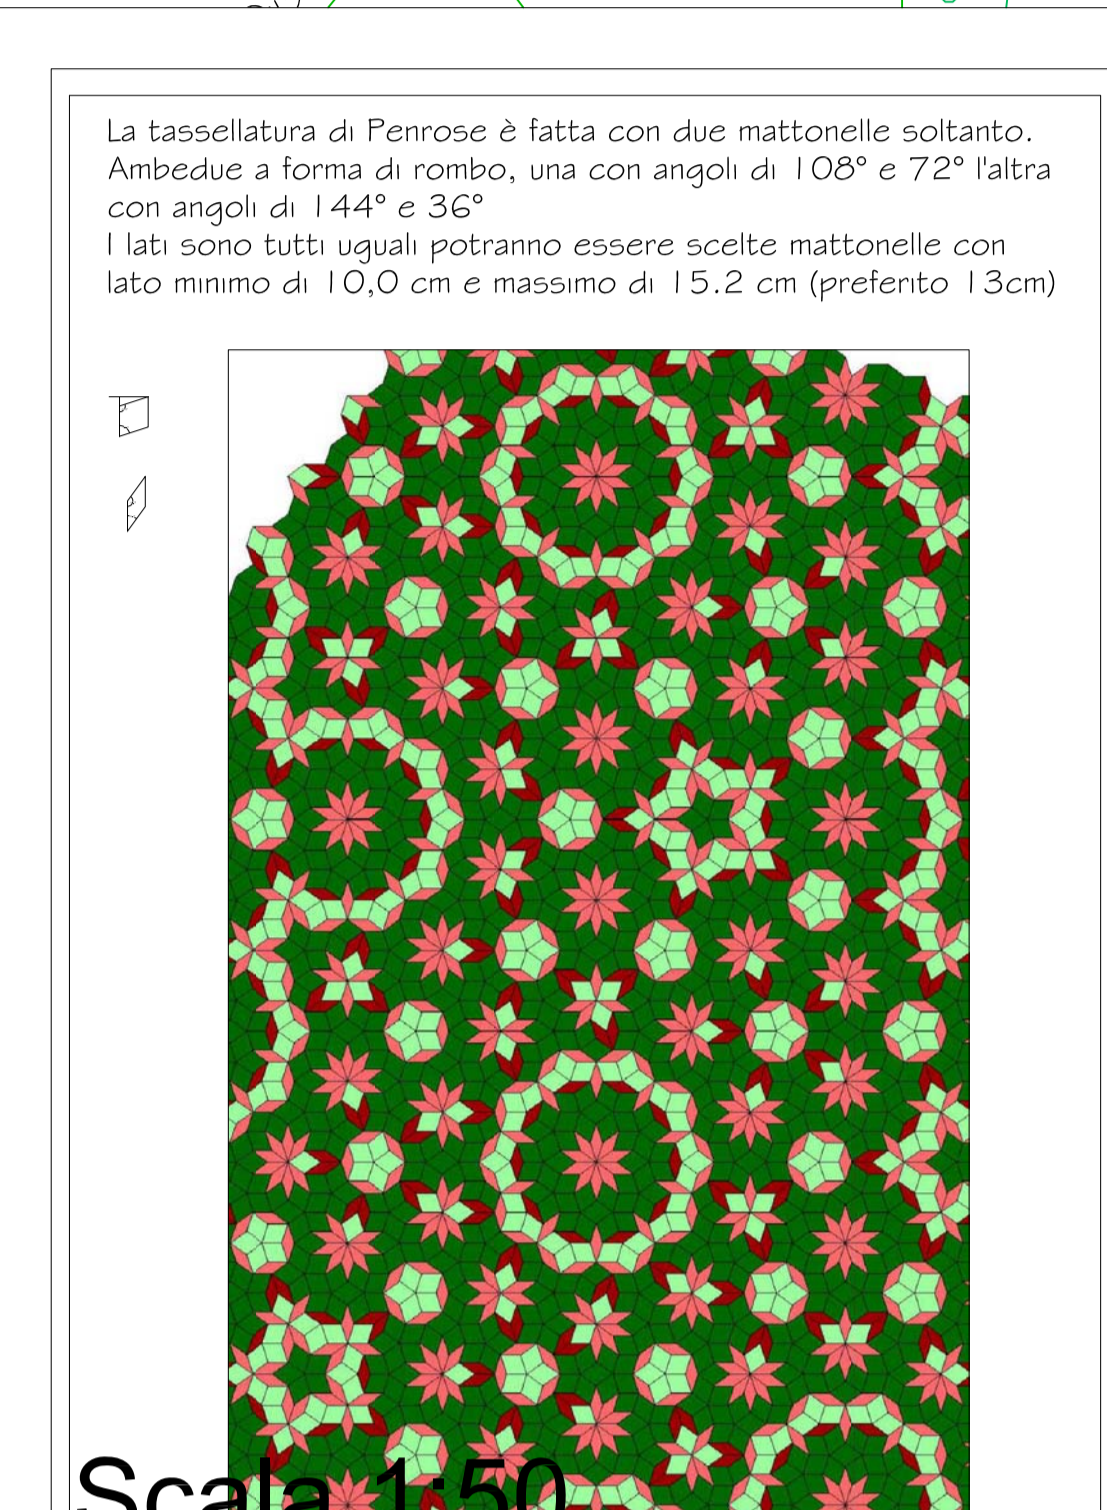 La tassellatura di Penrose è fatta con due mattonelle soltanto.
Ambedue a forma di rombo, una con angoli di 108° e 72° l'altra
con angoli di 144° e 36°
I lati sono tutti uguali potranno essere scelte mattonelle con
lato minimo di 10,0 cm e massimo di 15.2 cm (preferito 13cm)
Scala 1:50